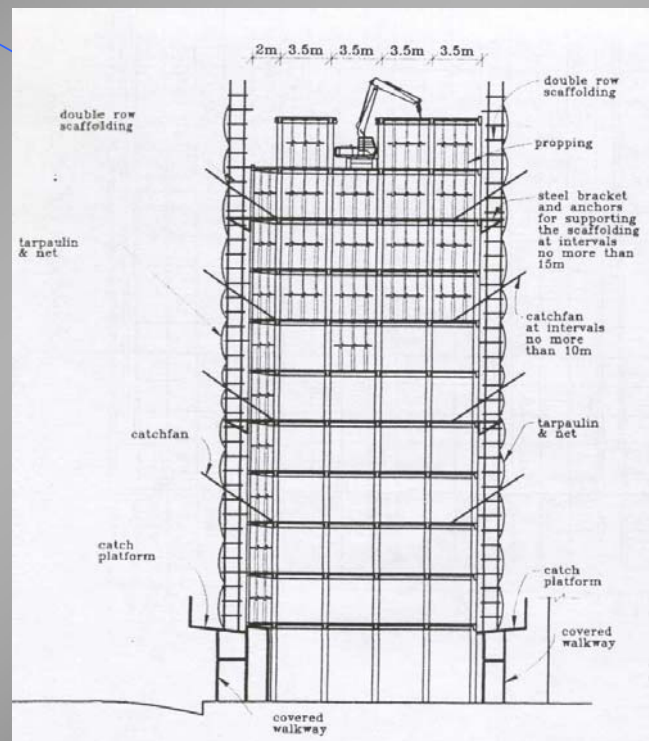 2m 3.5m 3.5m 3.5m 3.5m
double row
scaffolding
double row
scaffolding
propping
steel bracket
and anchors
for supporting
the scaffolding
at intervals
no more than
15m
tarpaulin
& net
catchfan
at intervals
no more
than 10m
catchfan
tarpaulin
& net
catch
platform
catch
platform
covered
walkway
covered
walkway